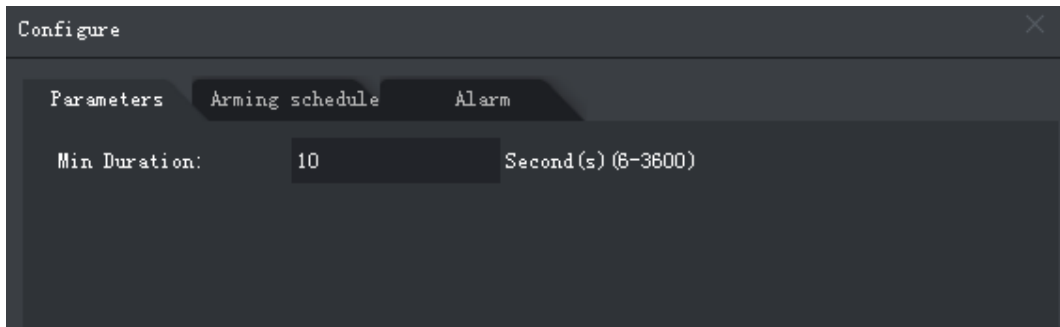 Configure
Parameters Arming schedule Alarm
Min Duration: 10 Second(s)(6-3600)